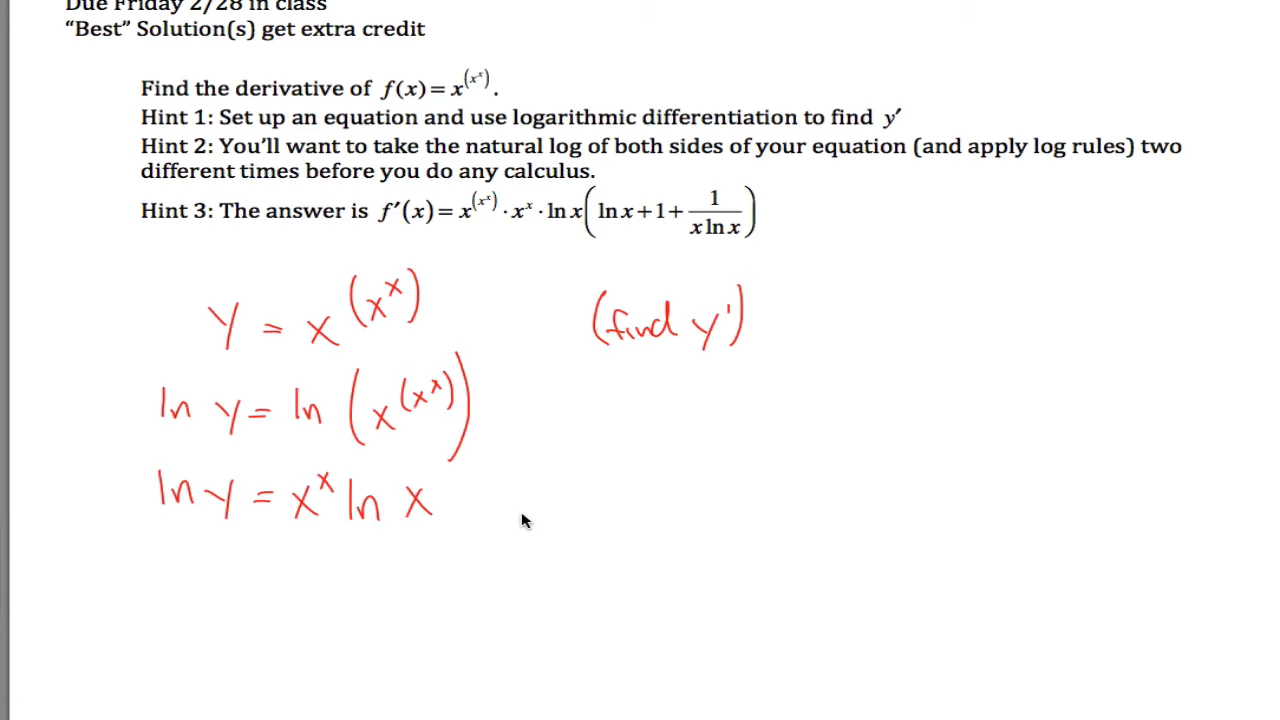 Due Friday 2/28 in class
“Best” Solution(s) get extra credit
Find the derivative of f(x) = x^(x^x).
Hint 1: Set up an equation and use logarithmic differentiation to find y′
Hint 2: You’ll want to take the natural log of both sides of your equation (and apply log rules) two
different times before you do any calculus.
Hint 3: The answer is f′(x) = x^(x^x) · x^x · ln x (ln x + 1 + 1/(x ln x))
y = x^(x^x) (find y')
ln y = ln (x^(x^x))
ln y = x^x ln x